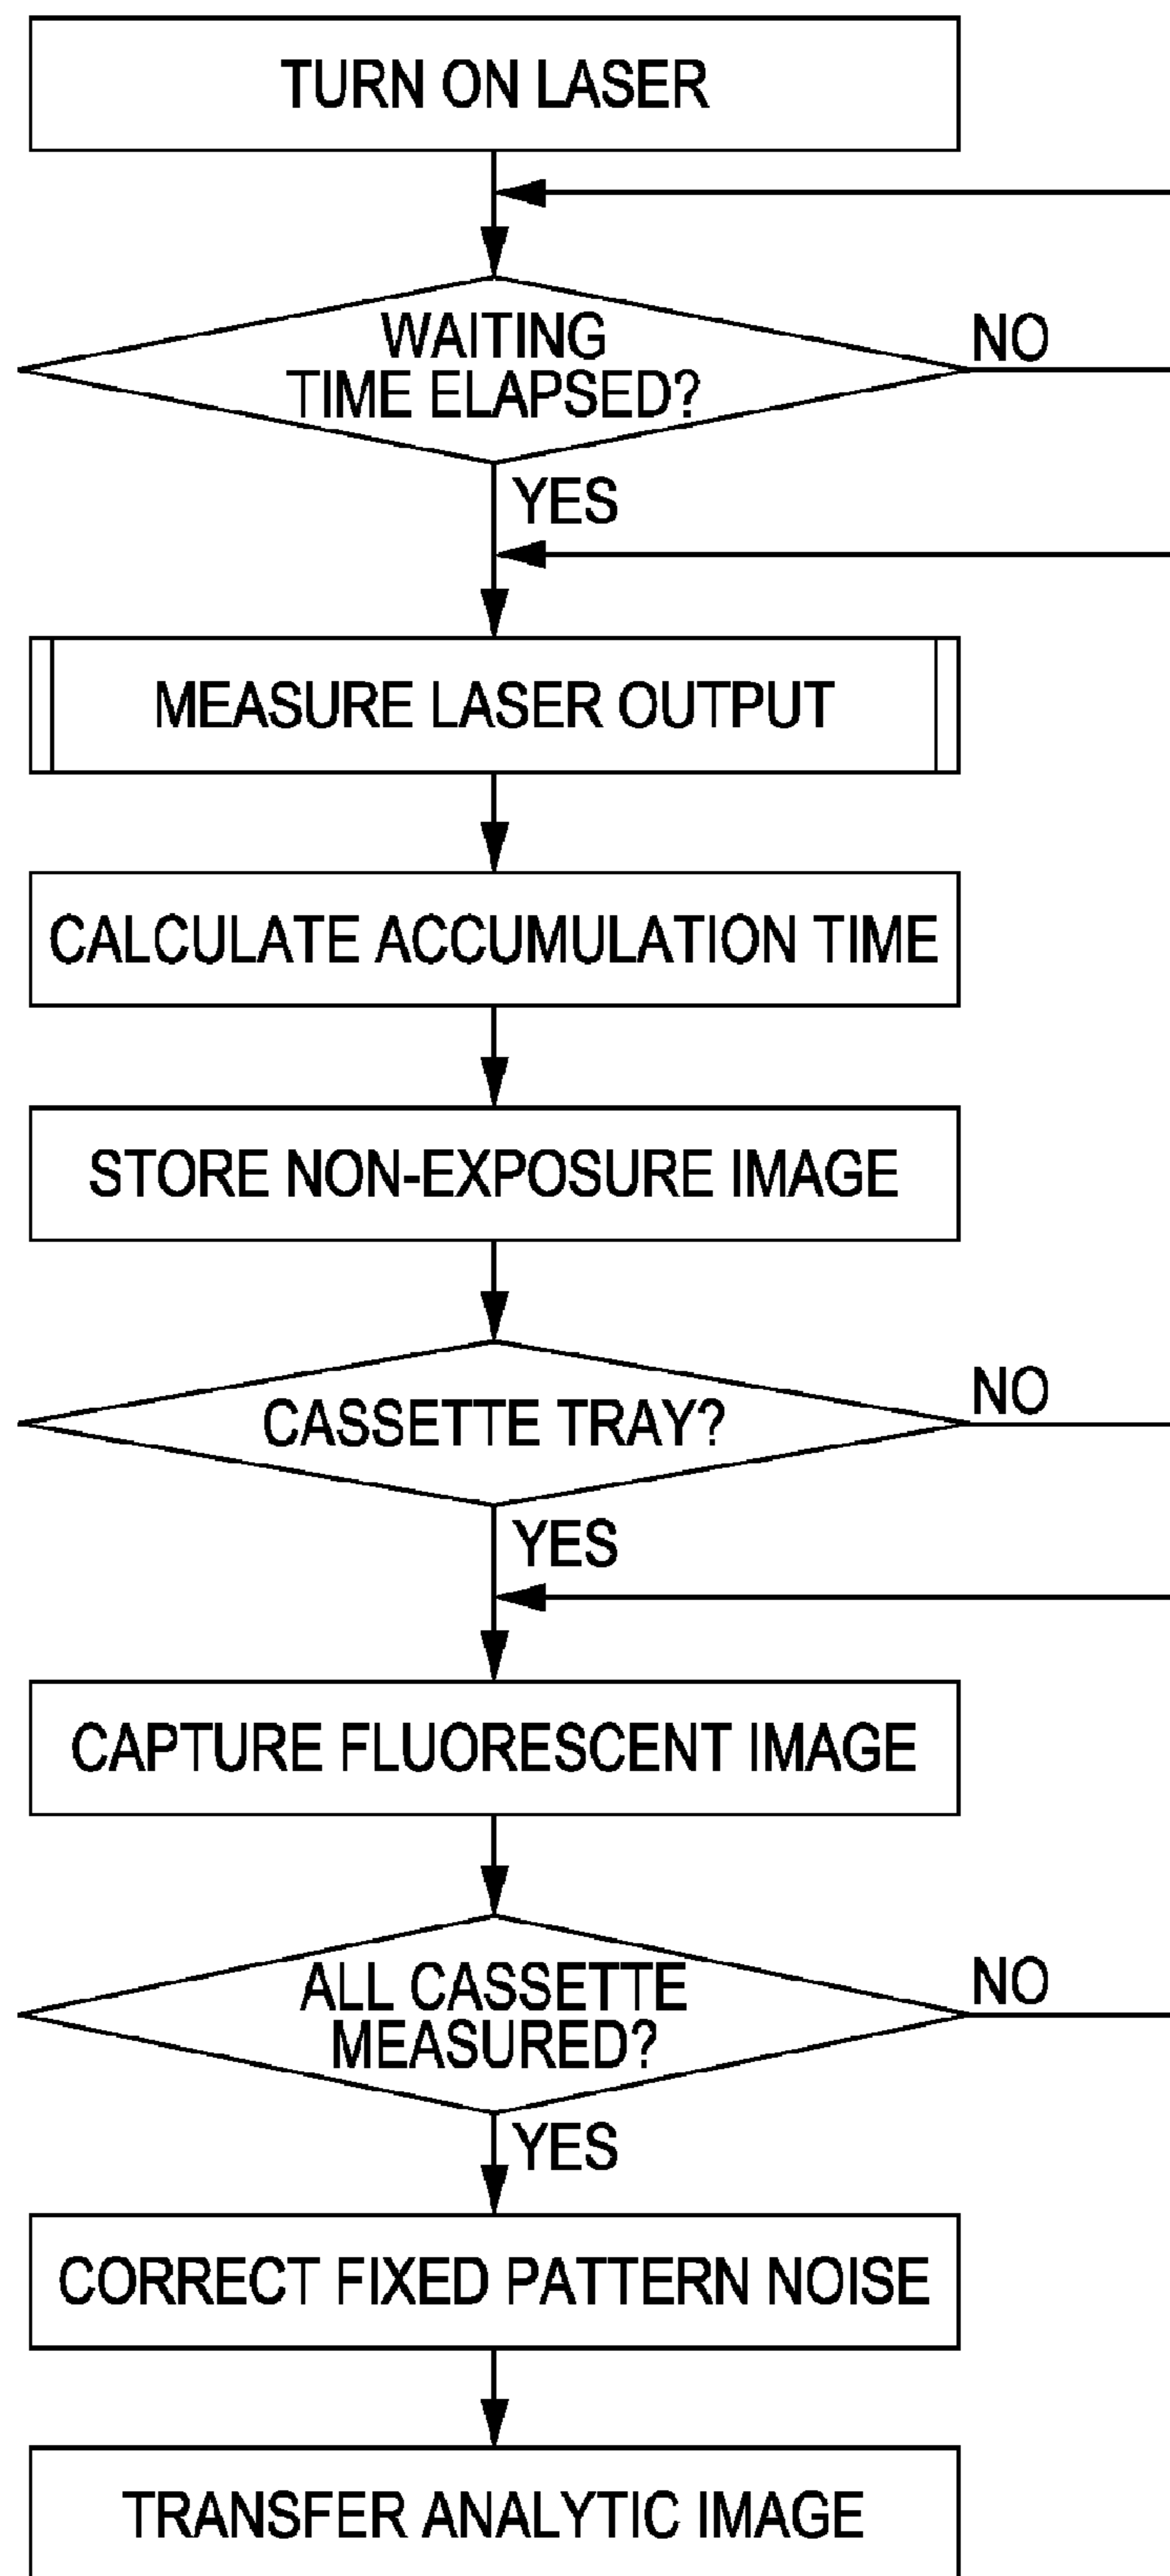 TURN ON LASER
WAITING
TIME ELAPSED?
NO
YES
MEASURE LASER OUTPUT
CALCULATE ACCUMULATION TIME
STORE NON-EXPOSURE IMAGE
CASSETTE TRAY?
NO
YES
CAPTURE FLUORESCENT IMAGE
ALL CASSETTE
MEASURED?
NO
YES
CORRECT FIXED PATTERN NOISE
TRANSFER ANALYTIC IMAGE